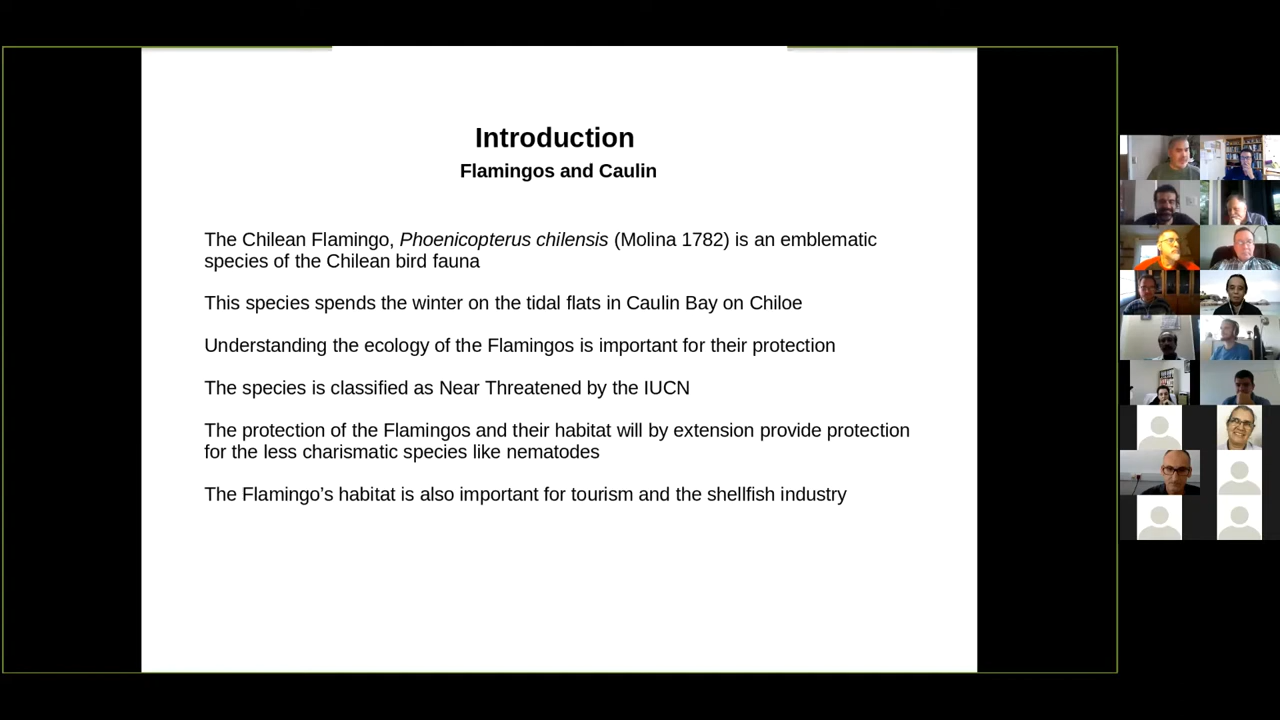 Introduction
Flamingos and Caulin
The Chilean Flamingo, Phoenicopterus chilensis (Molina 1782) is an emblematic
species of the Chilean bird fauna
This species spends the winter on the tidal flats in Caulin Bay on Chiloe
Understanding the ecology of the Flamingos is important for their protection
The species is classified as Near Threatened by the IUCN
The protection of the Flamingos and their habitat will by extension provide protection
for the less charismatic species like nematodes
The Flamingo’s habitat is also important for tourism and the shellfish industry